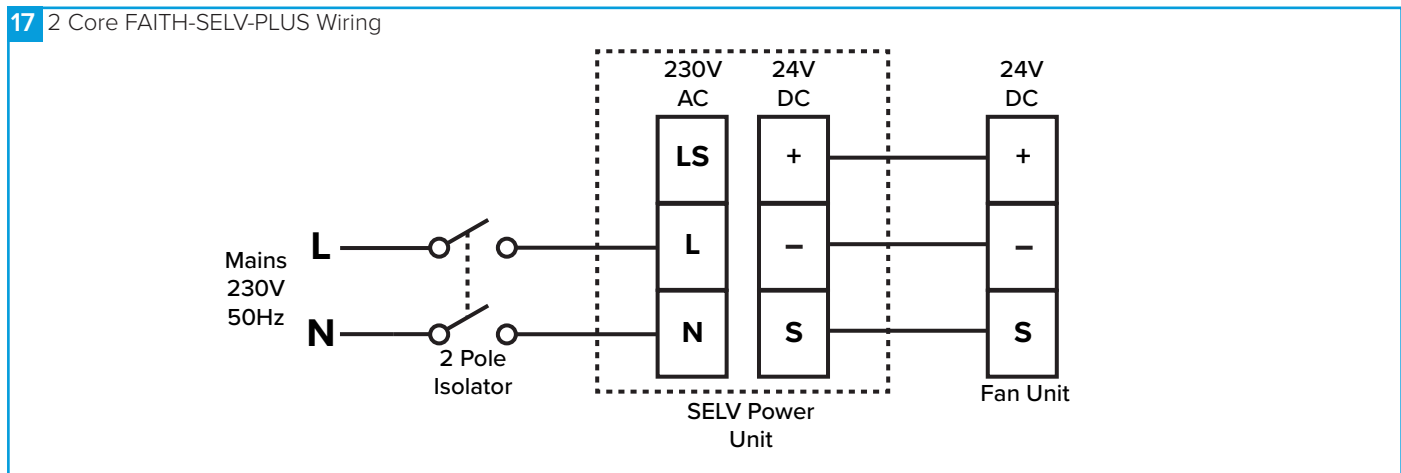 17 2 Core FAITH-SELV-PLUS Wiring
230V
AC
24V
DC
24V
DC
LS
+
+
L
L
–
–
Mains
230V
50Hz
N
N
S
S
2 Pole
Isolator
SELV Power
Unit
Fan Unit